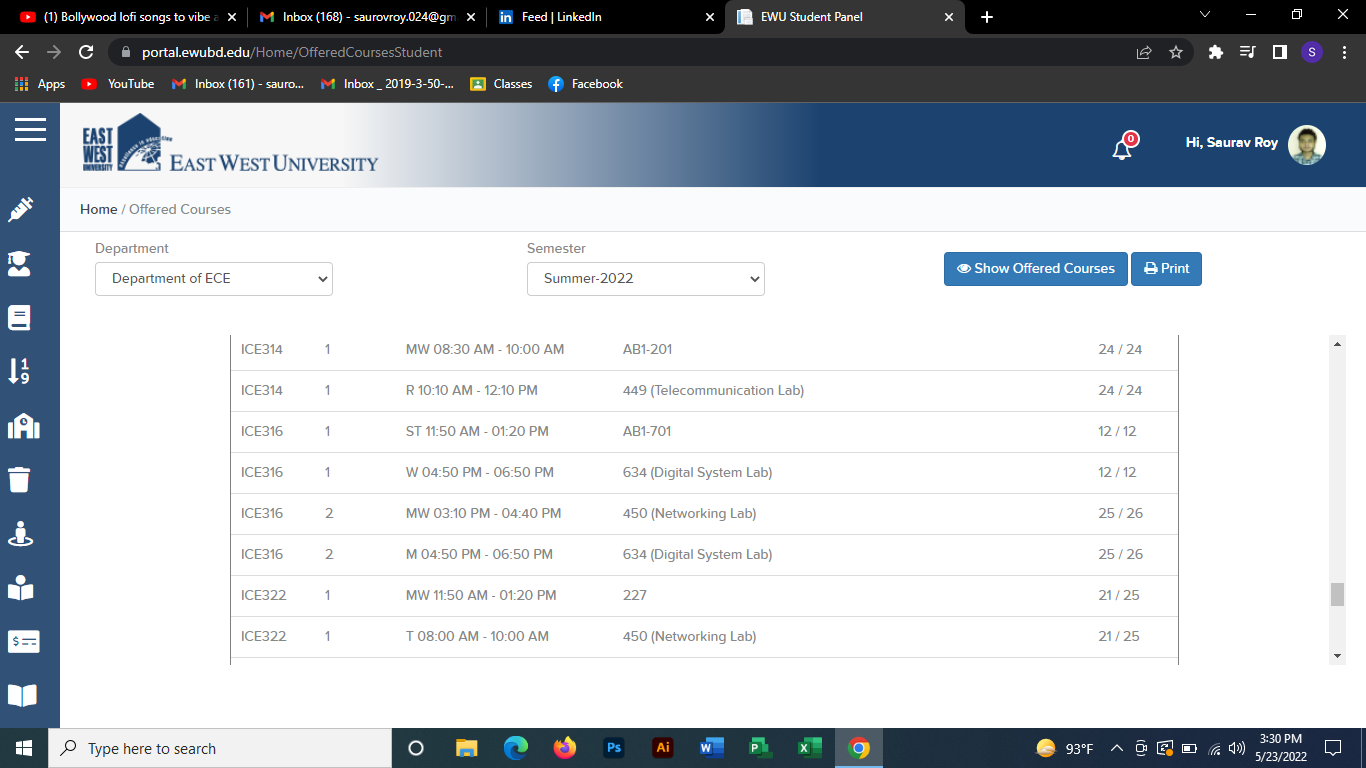 (1) Bollywood lofi songs to vibe a
Inbox (168) - saurovroy.024@gm
Feed | LinkedIn
EWU Student Panel
portal.ewubd.edu/Home/OfferedCoursesStudent
S
Apps
YouTube
Inbox (161) - sauro...
Inbox _ 2019-3-50-...
Classes
Facebook
EAST
WEST
UNIVERSITY
EAST WEST UNIVERSITY
0
Hi, Saurav Roy
Home / Offered Courses
Department
Semester
Department of ECE
Summer-2022
Show Offered Courses
Print
ICE314 1 MW 08:30 AM - 10:00 AM AB1-201 24 / 24
ICE314 1 R 10:10 AM - 12:10 PM 449 (Telecommunication Lab) 24 / 24
ICE316 1 ST 11:50 AM - 01:20 PM AB1-701 12 / 12
ICE316 1 W 04:50 PM - 06:50 PM 634 (Digital System Lab) 12 / 12
ICE316 2 MW 03:10 PM - 04:40 PM 450 (Networking Lab) 25 / 26
ICE316 2 M 04:50 PM - 06:50 PM 634 (Digital System Lab) 25 / 26
ICE322 1 MW 11:50 AM - 01:20 PM 227 21 / 25
ICE322 1 T 08:00 AM - 10:00 AM 450 (Networking Lab) 21 / 25
1
9
$
Type here to search
Ps
Ai
W
P
X
93°F
3:30 PM
5/23/2022